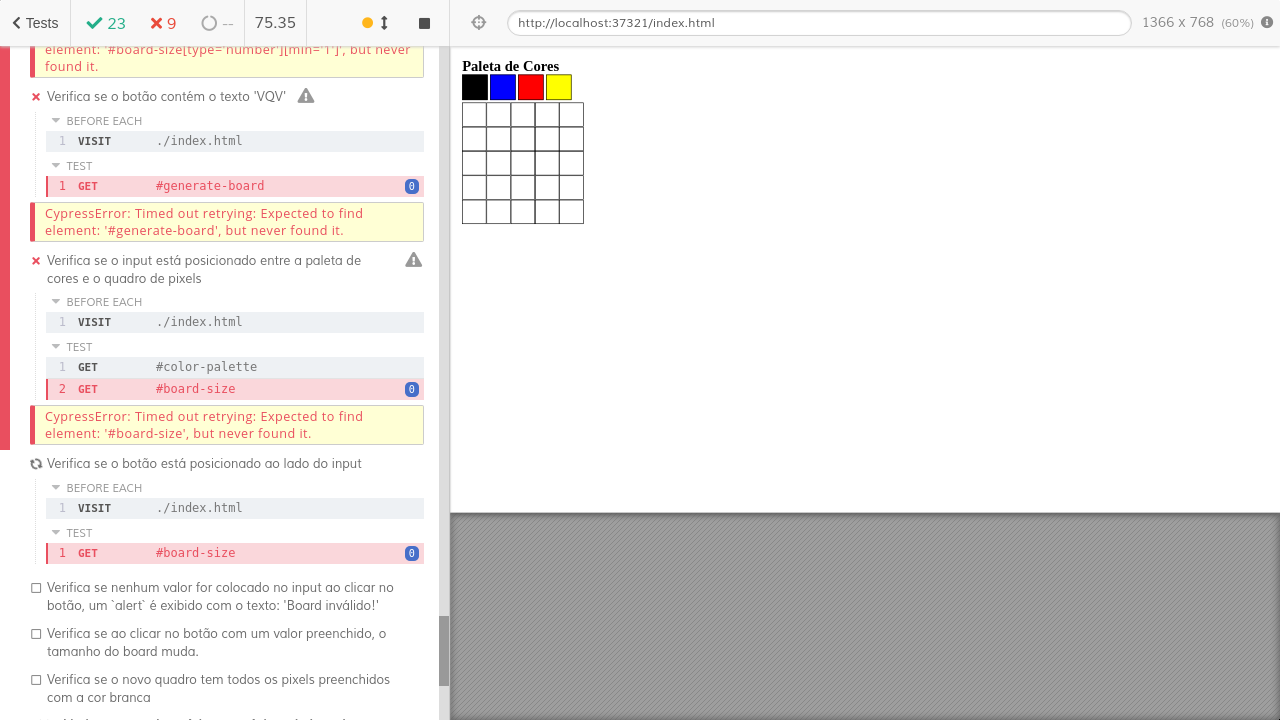 Tests
23
9
--
75.35
http://localhost:37321/index.html
1366 x 768 (60%)
element: '#board-size[type='number'][min='1']', but never
found it.
Verifica se o botão contém o texto 'VQV'
BEFORE EACH
1 VISIT ./index.html
TEST
1 GET #generate-board 0
CypressError: Timed out retrying: Expected to find
element: '#generate-board', but never found it.
Verifica se o input está posicionado entre a paleta de
cores e o quadro de pixels
BEFORE EACH
1 VISIT ./index.html
TEST
1 GET #color-palette
2 GET #board-size 0
CypressError: Timed out retrying: Expected to find
element: '#board-size', but never found it.
Verifica se o botão está posicionado ao lado do input
BEFORE EACH
1 VISIT ./index.html
TEST
1 GET #board-size 0
Verifica se nenhum valor for colocado no input ao clicar no
botão, um `alert` é exibido com o texto: 'Board inválido!'
Verifica se ao clicar no botão com um valor preenchido, o
tamanho do board muda.
Verifica se o novo quadro tem todos os pixels preenchidos
com a cor branca
Paleta de Cores